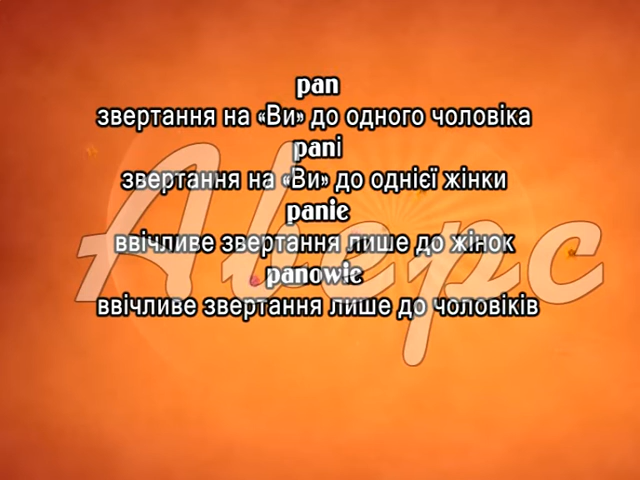 pan
звертання на «Ви» до одного чоловіка
panі
звертання на «Ви» до однієї жінки
panie
ввічливе звертання лише до жінок
panowie
ввічливе звертання лише до чоловіків
Аверс